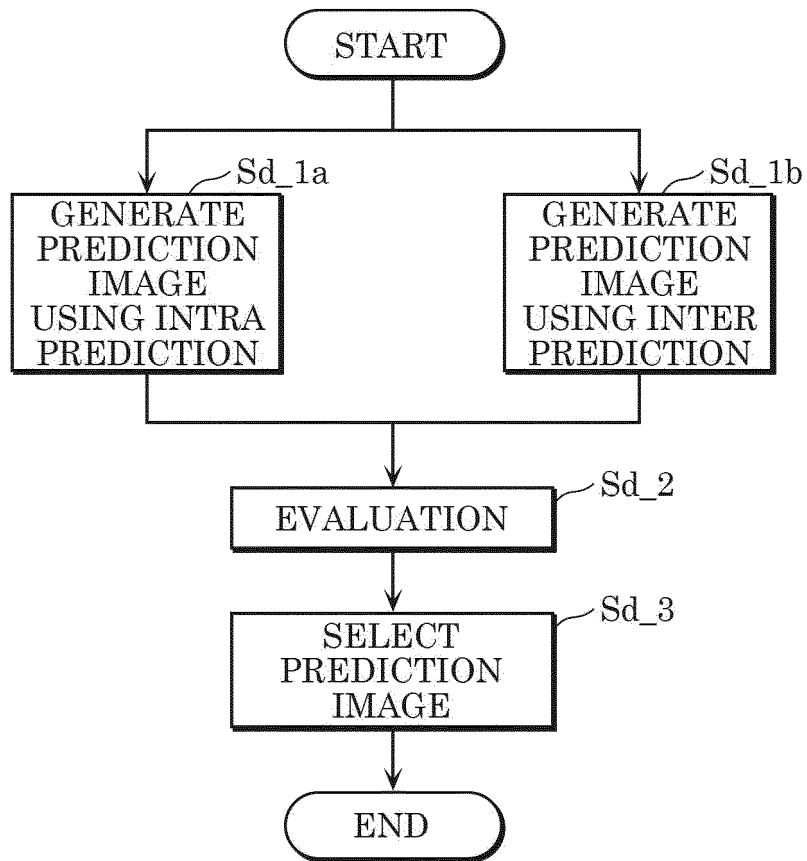 START
Sd_1a
GENERATE
PREDICTION
IMAGE
USING INTRA
PREDICTION
Sd_1b
GENERATE
PREDICTION
IMAGE
USING INTER
PREDICTION
Sd_2
EVALUATION
Sd_3
SELECT
PREDICTION
IMAGE
END